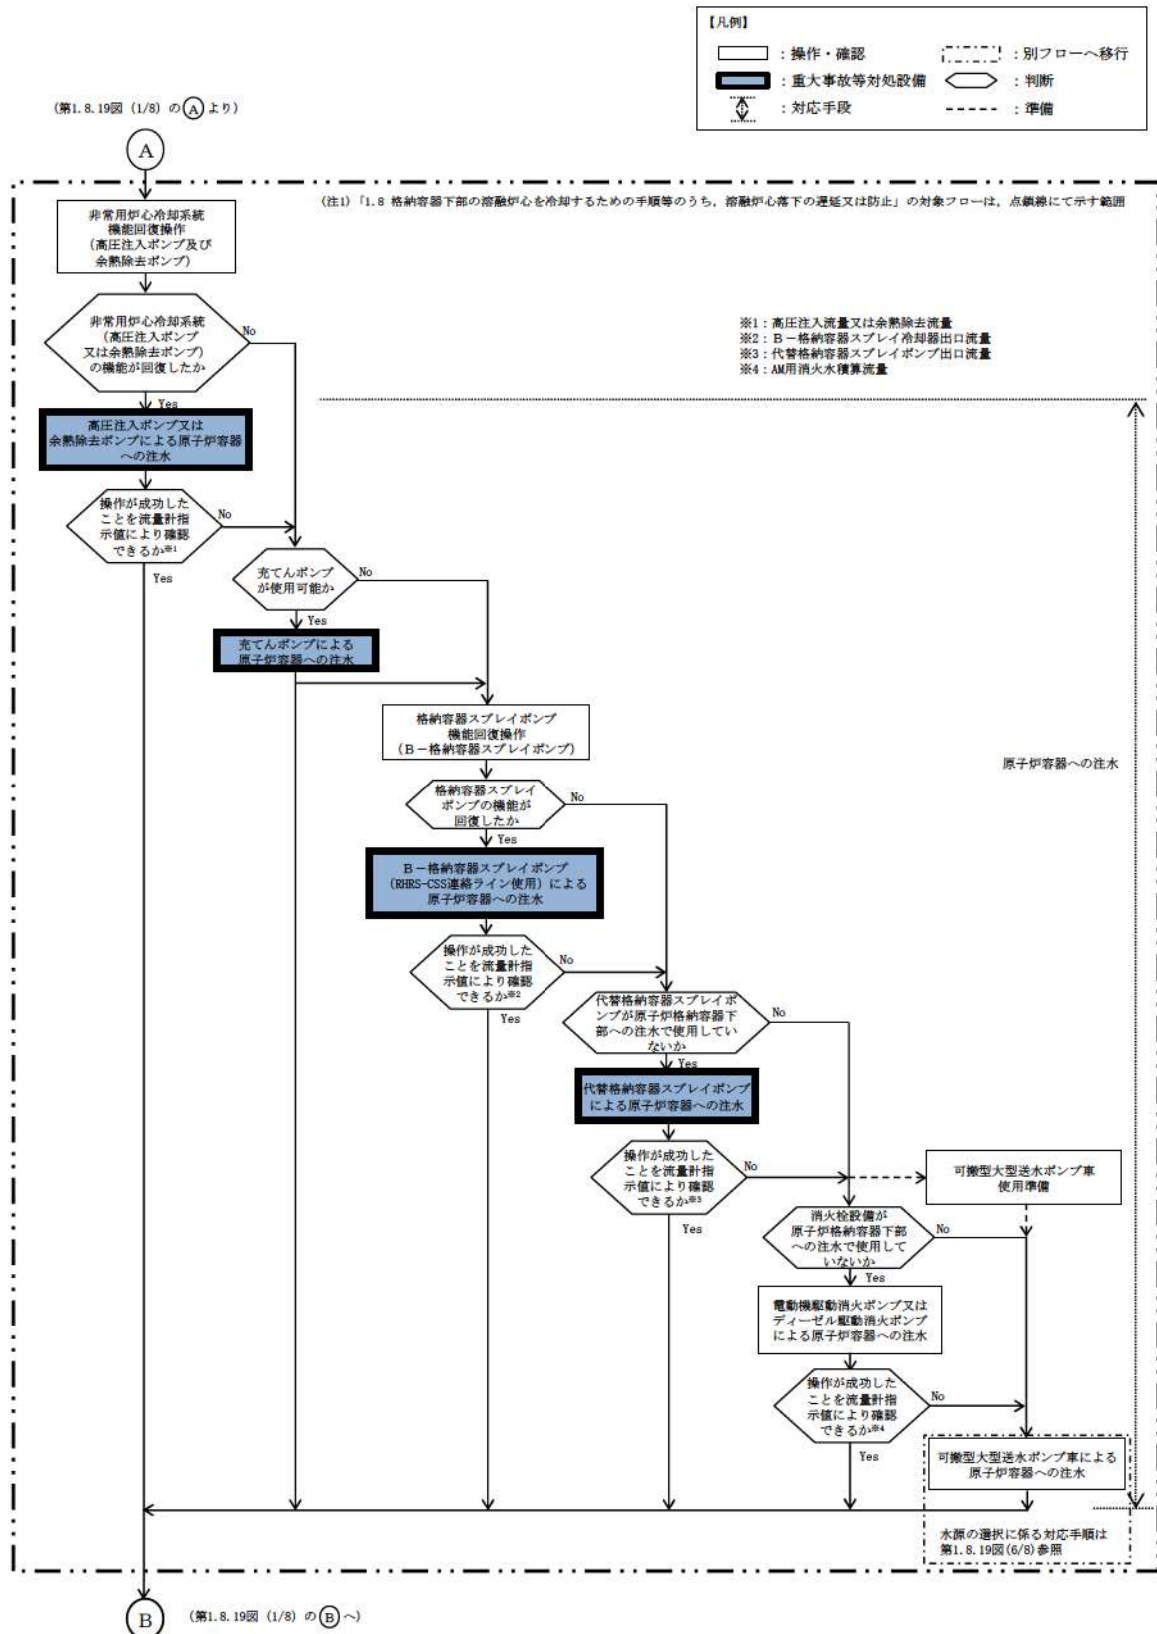 【凡例】
：操作・確認
：別フローへ移行
：重大事故等対処設備
：判断
：対応手段
：準備
（第1.8.19図（1/8）のAより）
A
（注1）「1.8 格納容器下部の溶融炉心を冷却するための手順等のうち，溶融炉心落下の遅延又は防止」の対象フローは，点鎖線にて示す範囲
非常用炉心冷却系統
機能回復操作
（高圧注入ポンプ及び
余熱除去ポンプ）
非常用炉心冷却系統
（高圧注入ポンプ
又は余熱除去ポンプ）
の機能が回復したか
No
Yes
※1：高圧注入流量又は余熱除去流量
※2：B－格納容器スプレイ冷却器出口流量
※3：代替格納容器スプレイポンプ出口流量
※4：AM用消火水積算流量
高圧注入ポンプ又は
余熱除去ポンプによる原子炉容器
への注水
操作が成功した
ことを流量計指
示値により確認
できるか※1
No
Yes
充てんポンプ
が使用可能か
No
Yes
充てんポンプによる
原子炉容器への注水
格納容器スプレイポンプ
機能回復操作
（B－格納容器スプレイポンプ）
原子炉容器への注水
格納容器スプレイ
ポンプの機能が
回復したか
No
Yes
B－格納容器スプレイポンプ
（RHRS-CSS連絡ライン使用）による
原子炉容器への注水
操作が成功した
ことを流量計指
示値により確認
できるか※2
No
Yes
代替格納容器スプレイポ
ンプが原子炉格納容器下
部への注水で使用してい
ないか
No
Yes
代替格納容器スプレイポンプ
による原子炉容器への注水
操作が成功した
ことを流量計指
示値により確認
できるか※3
No
Yes
可搬型大型送水ポンプ車
使用準備
消火栓設備が
原子炉格納容器下部
への注水で使用して
いないか
No
Yes
電動機駆動消火ポンプ又は
ディーゼル駆動消火ポンプ
による原子炉容器への注水
操作が成功した
ことを流量計指
示値により確認
できるか※4
No
Yes
可搬型大型送水ポンプ車による
原子炉容器への注水
水源の選択に係る対応手順は
第1.8.19図(6/8)参照
B
（第1.8.19図（1/8）のBへ）